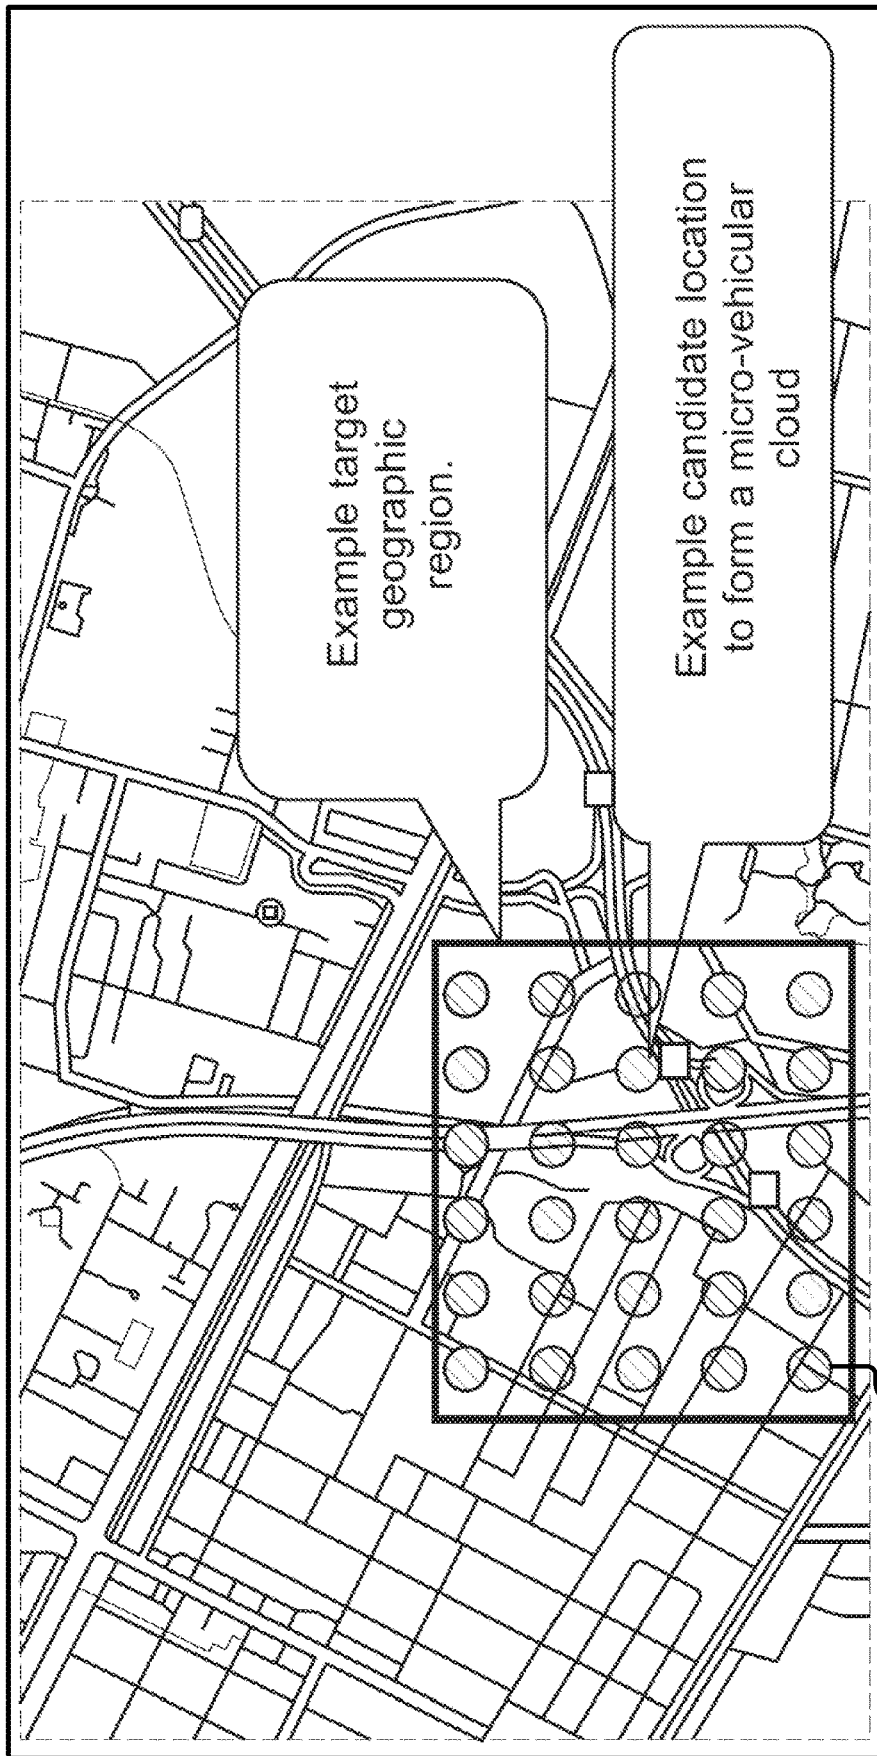 Example target
geographic
region.
Example candidate location
to form a micro-vehicular
cloud